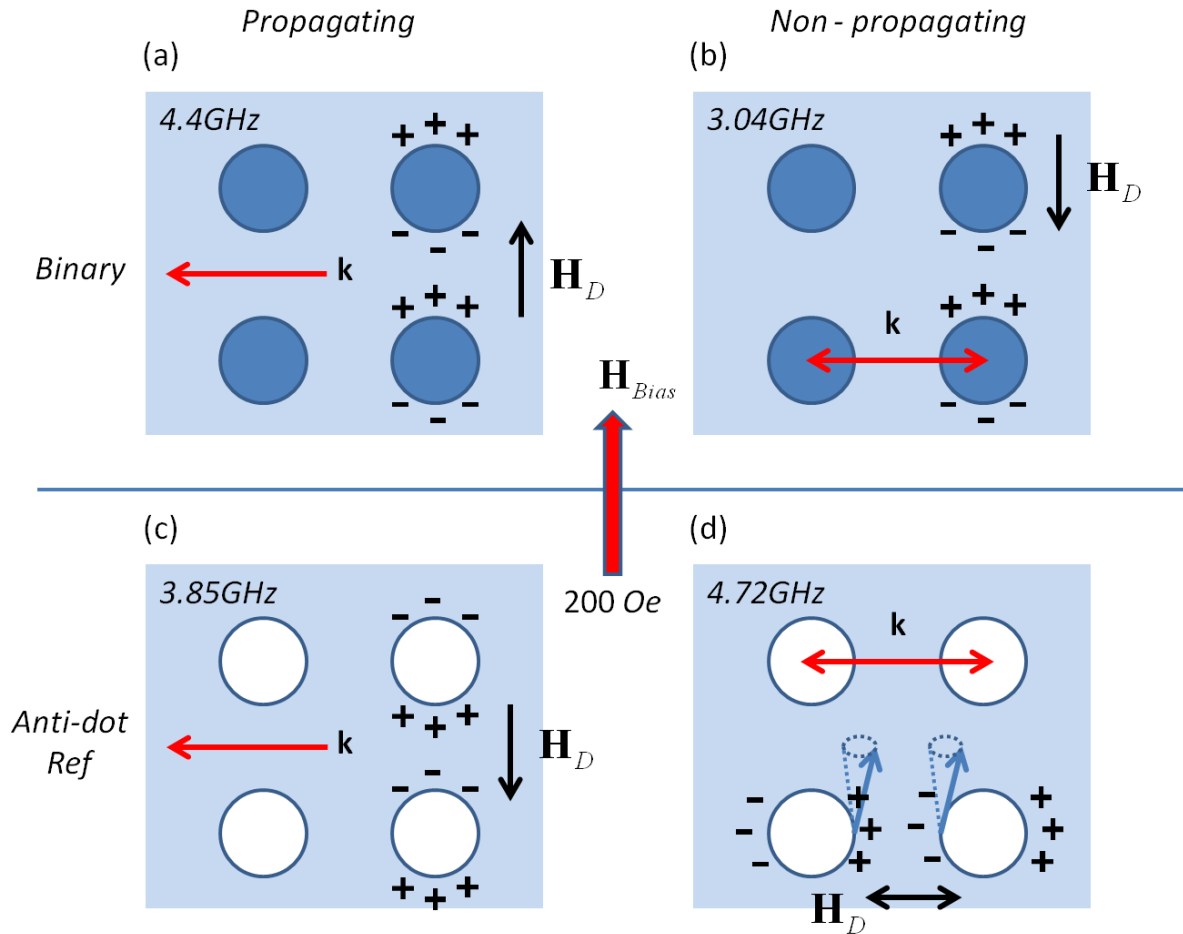 Propagating
Non - propagating
(a)
(b)
4.4GHz
+ + +
- - -
k
H_D
+ + +
- - -
3.04GHz
+ + +
H_D
- - -
+ + +
k
- - -
Binary
H_Bias
200 Oe
(c)
(d)
3.85GHz
- - -
+ + +
k
H_D
- - -
+ + +
4.72GHz
k
- - -
+ + +
- - -
+ + +
H_D
Anti-dot
Ref